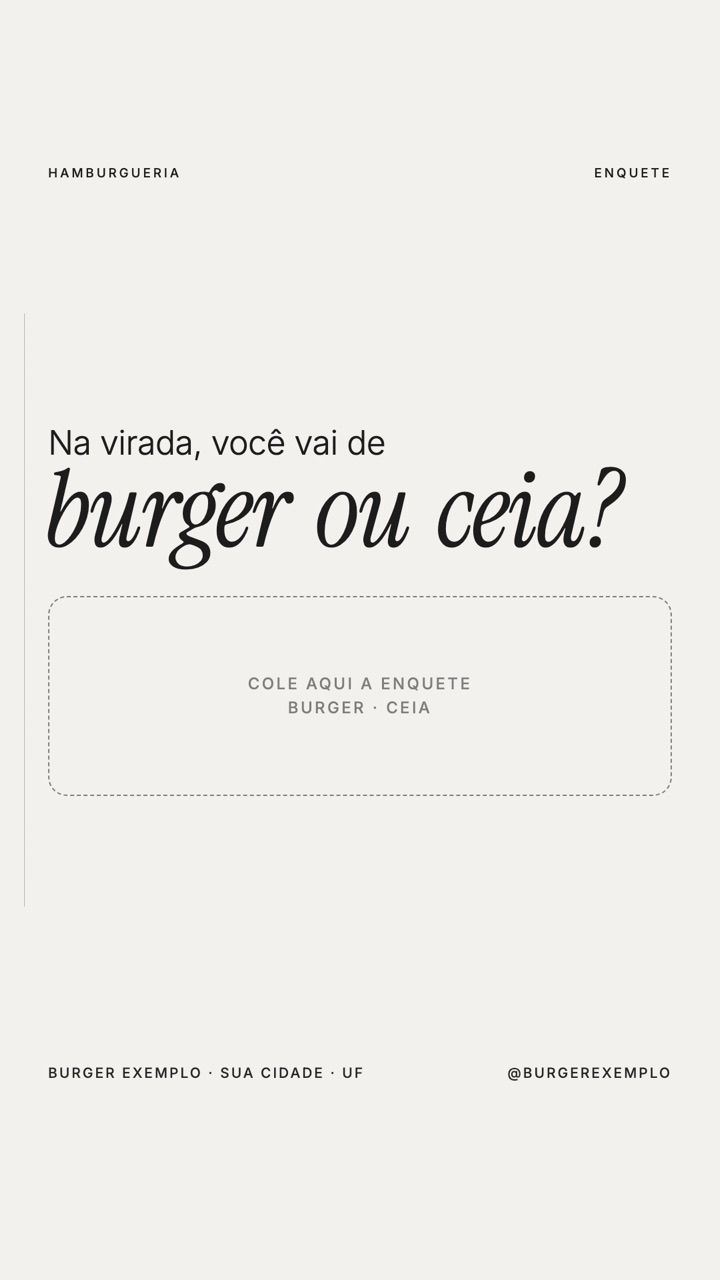 HAMBURGUERIA
ENQUETE
Na virada, você vai de
burger ou ceia?
COLE AQUI A ENQUETE
BURGER · CEIA
BURGER EXEMPLO · SUA CIDADE · UF
@BURGEREXEMPLO